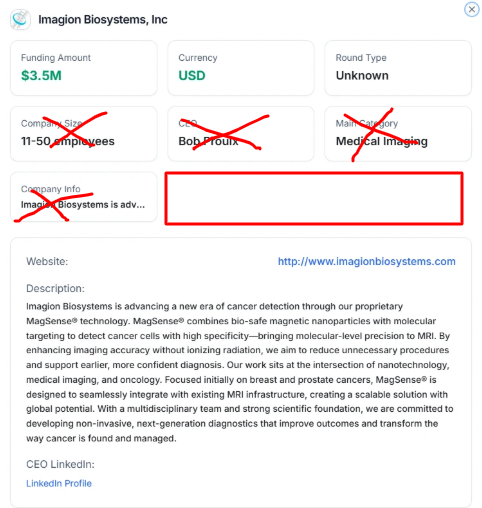 Imagion Biosystems, Inc
Funding Amount
$3.5M
Currency
USD
Round Type
Unknown
Company Size
11-50 employees
CEO
Bob Proulx
Main Category
Medical Imaging
Company Info
Imagion Biosystems is adv...
Website:
http://www.imagionbiosystems.com
Description:
Imagion Biosystems is advancing a new era of cancer detection through our proprietary
MagSense® technology. MagSense® combines bio-safe magnetic nanoparticles with molecular
targeting to detect cancer cells with high specificity—bringing molecular-level precision to MRI. By
enhancing imaging accuracy without ionizing radiation, we aim to reduce unnecessary procedures
and support earlier, more confident diagnosis. Our work sits at the intersection of nanotechnology,
medical imaging, and oncology. Focused initially on breast and prostate cancers, MagSense® is
designed to seamlessly integrate with existing MRI infrastructure, creating a scalable solution with
global potential. With a multidisciplinary team and strong scientific foundation, we are committed to
developing non-invasive, next-generation diagnostics that improve outcomes and transform the
way cancer is found and managed.
CEO LinkedIn:
LinkedIn Profile